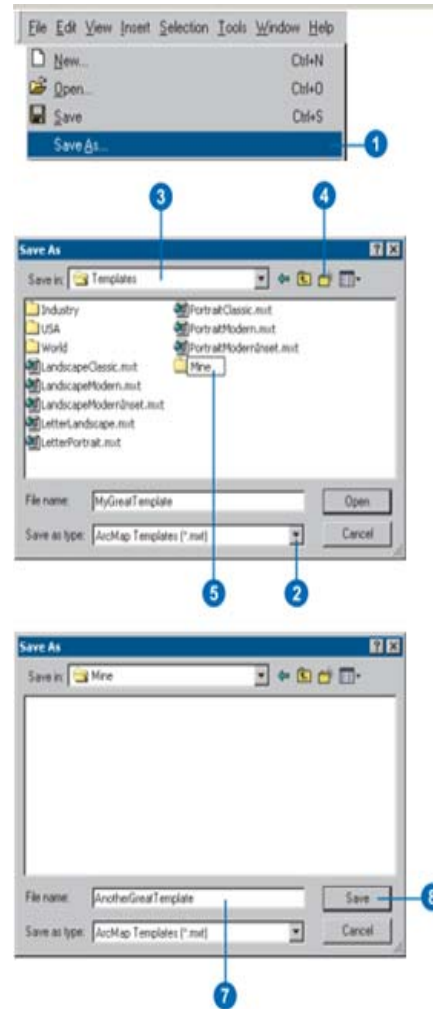 File Edit View Insert Selection Tools Window Help
New... Ctrl+N
Open... Ctrl+O
Save Ctrl+S
Save As...
1
3
4
Save As
Save in: Templates
Industry
USA
World
LandscapeClassic.mxt
LandscapeModern.mxt
LandscapeModernInset.mxt
LetterLandscape.mxt
LetterPortrait.mxt
PortraitClassic.mxt
PortraitModern.mxt
PortraitModernInset.mxt
Mine
File name: MyGreatTemplate Open
Save as type: ArcMap Templates (*.mxt) Cancel
5
2
Save As
Save in: Mine
File name: AnotherGreatTemplate Save
8
Save as type: ArcMap Templates (*.mxt) Cancel
7